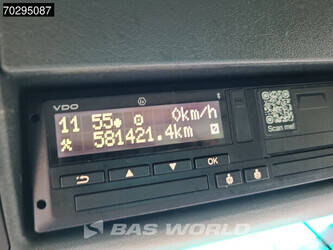 70295087
VDO
11 55 0km/h
581421.4km
OK
Scan me!
BAS WORLD